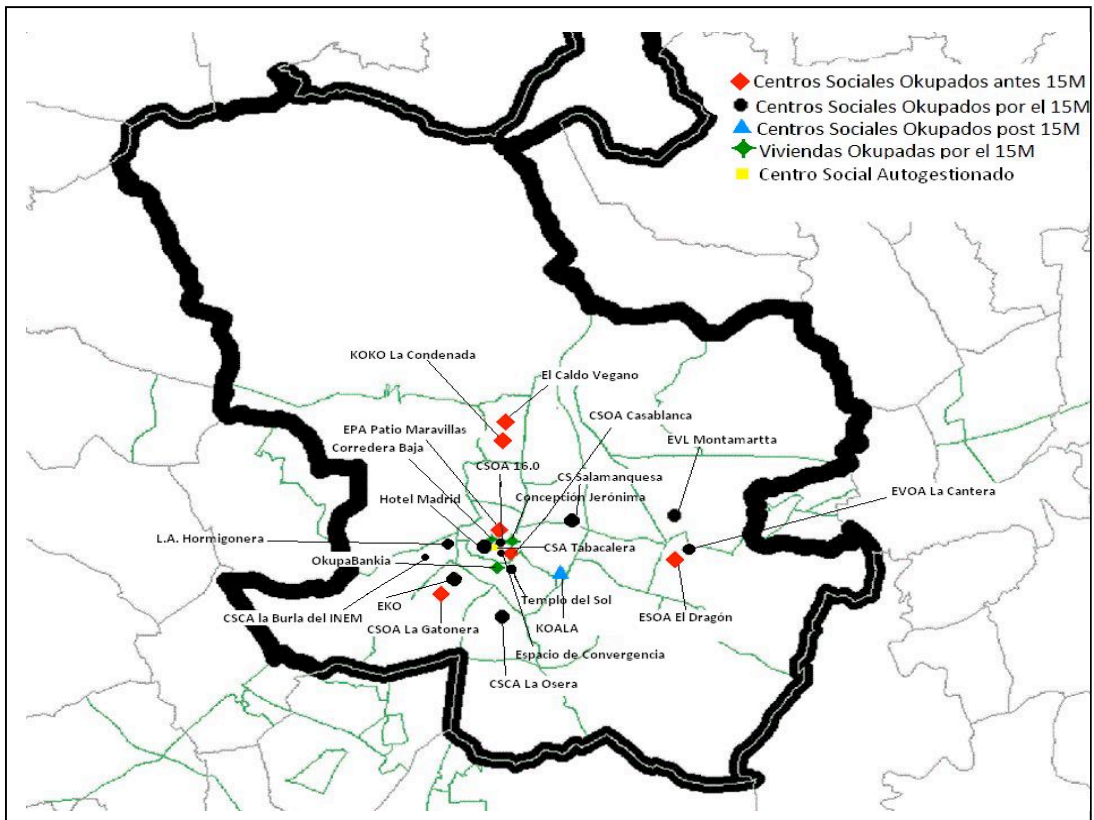 Centros Sociales Okupados antes 15M
Centros Sociales Okupados por el 15M
Centros Sociales Okupados post 15M
Viviendas Okupadas por el 15M
Centro Social Autogestionado
KOKO La Condenada
El Caldo Vegano
CSOA Casablanca
EPA Patio Maravillas
EVL Montamartta
Corredera Baja
CSOA 16.0
CS Salamanquesa
EVOA La Cantera
Hotel Madrid
Concepción Jerónima
L.A. Hormigonera
CSA Tabacalera
OkupaBankia
EKO
Templo del Sol
CSCA la Burla del INEM
ESOA El Dragón
CSOA La Gatonera
KOALA
Espacio de Convergencia
CSCA La Osera